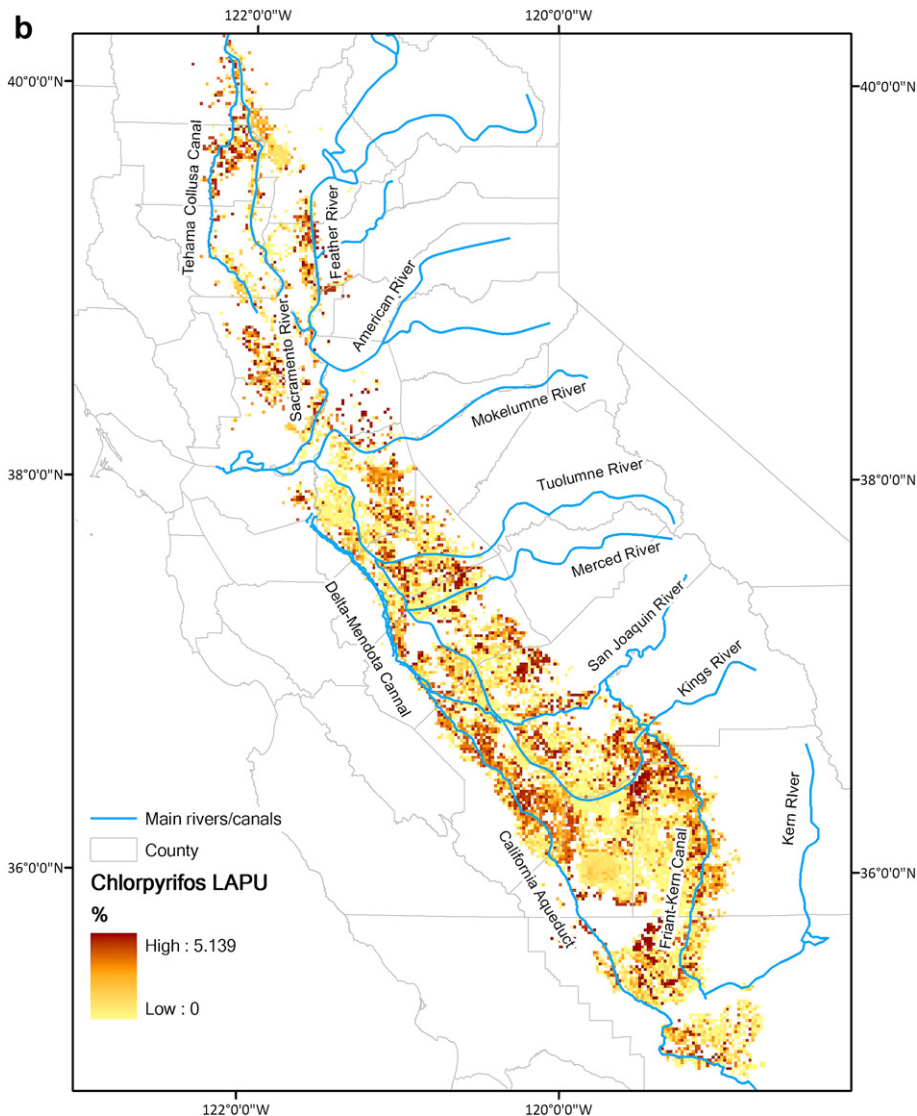 b
122°0'0"W
120°0'0"W
40°0'0"N
40°0'0"N
Tehama Collusa Canal
Feather River
American River
Sacramento River
Mokelumne River
38°0'0"N
38°0'0"N
Tuolumne River
Merced River
Delta-Mendota Cannal
San Joaquin River
Kings River
Kern RIver
Main rivers/canals
County
California Aqueduct
Friant-Kern Canal
36°0'0"N
36°0'0"N
Chlorpyrifos LAPU
%
High : 5.139
Low : 0
122°0'0"W
120°0'0"W